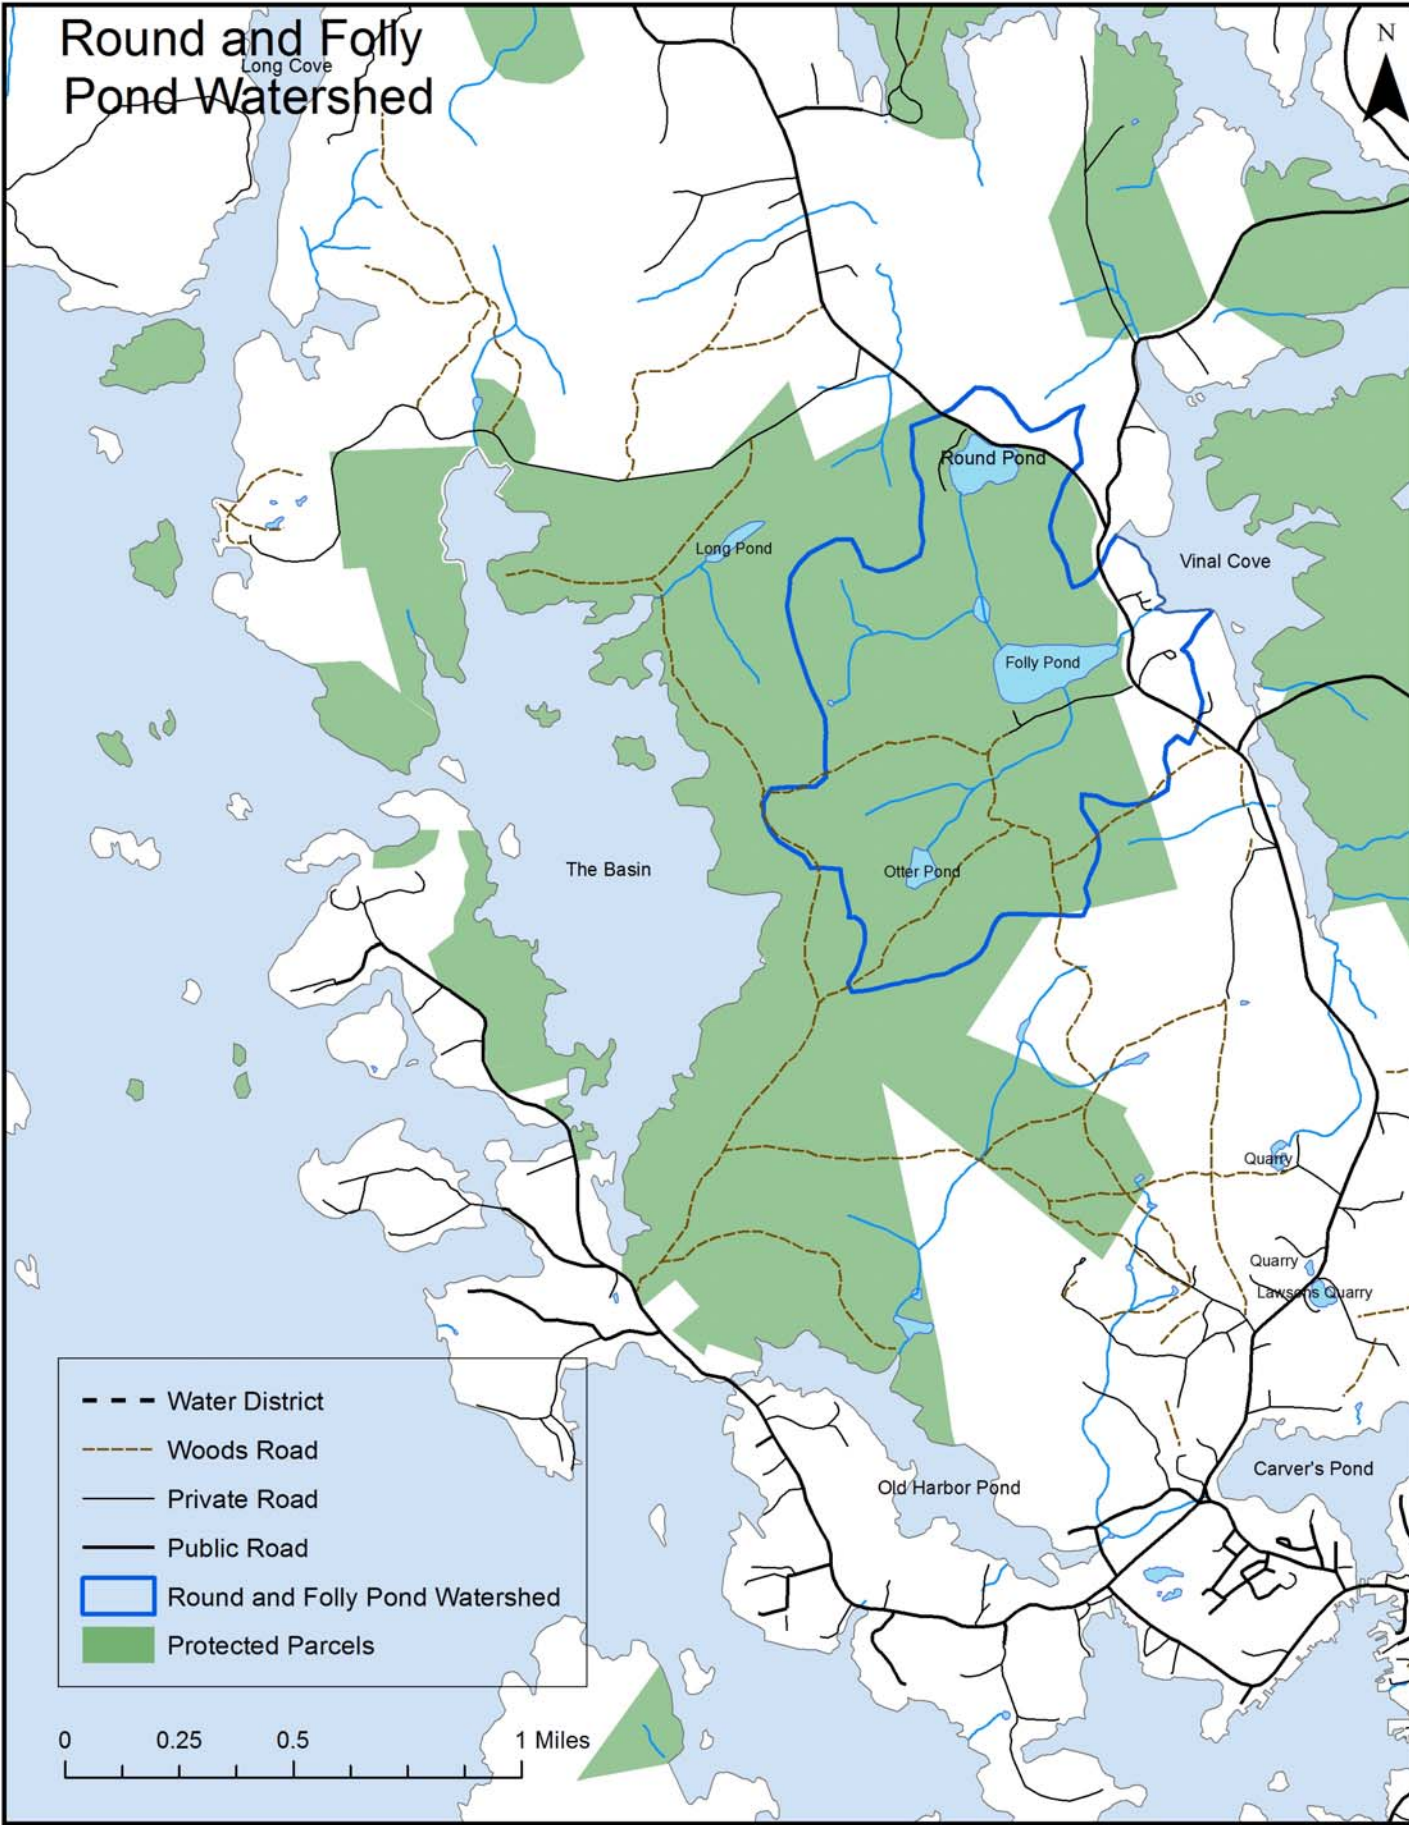 Round and Folly
Pond Watershed
Long Cove
N
Round Pond
Long Pond
Vinal Cove
Folly Pond
The Basin
Otter Pond
Quarry
Quarry
Lawsons Quarry
Carver's Pond
Old Harbor Pond
Water District
Woods Road
Private Road
Public Road
Round and Folly Pond Watershed
Protected Parcels
0 0.25 0.5 1 Miles